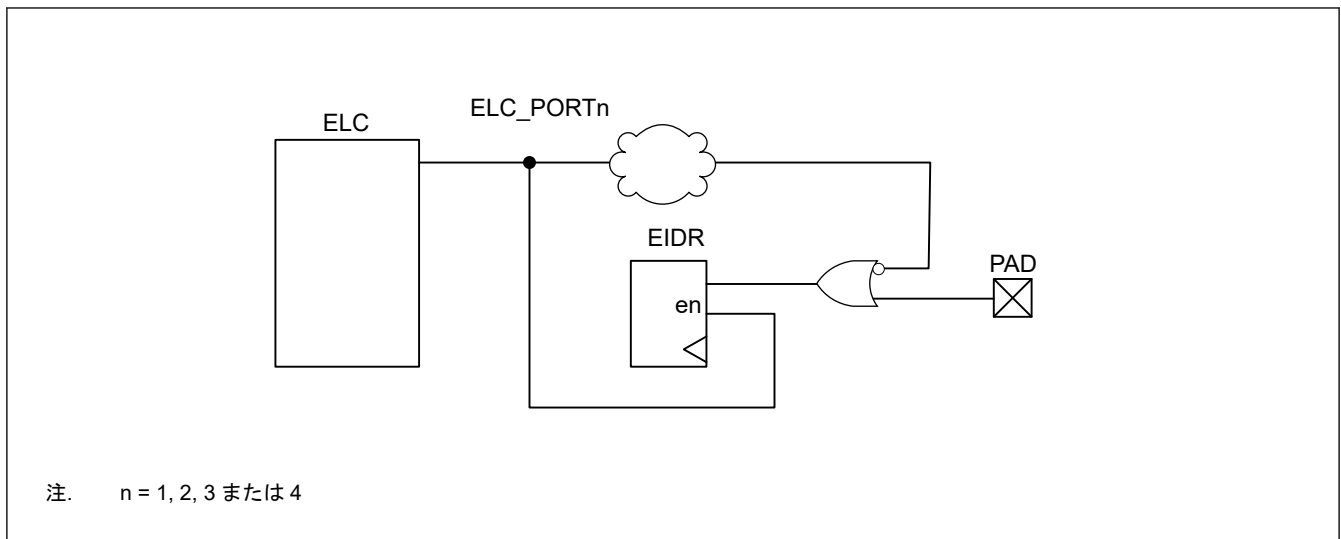 ELC_PORTn
ELC
EIDR
PAD
en
注. n = 1, 2, 3 または 4